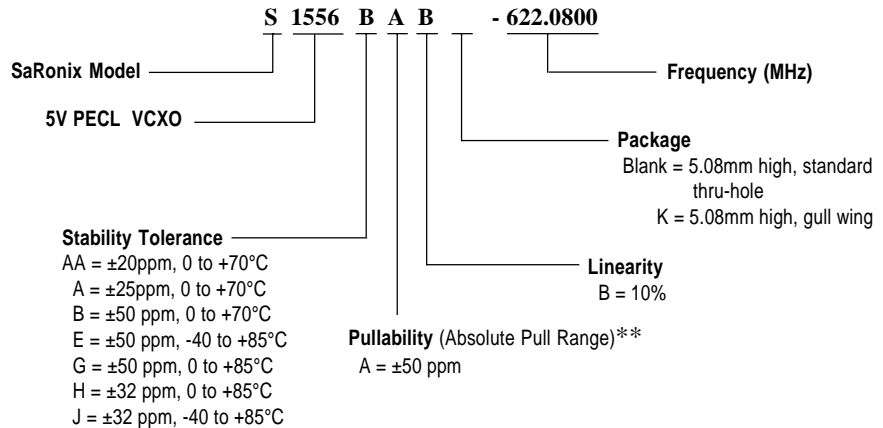 S 1556 B A B - 622.0800
SaRonix Model
Frequency (MHz)
5V PECL VCXO
Package
Blank = 5.08mm high, standard
thru-hole
K = 5.08mm high, gull wing
Stability Tolerance
AA = ±20ppm, 0 to +70°C
A = ±25ppm, 0 to +70°C
B = ±50 ppm, 0 to +70°C
E = ±50 ppm, -40 to +85°C
G = ±50 ppm, 0 to +85°C
H = ±32 ppm, 0 to +85°C
J = ±32 ppm, -40 to +85°C
Linearity
B = 10%
Pullability (Absolute Pull Range)**
A = ±50 ppm